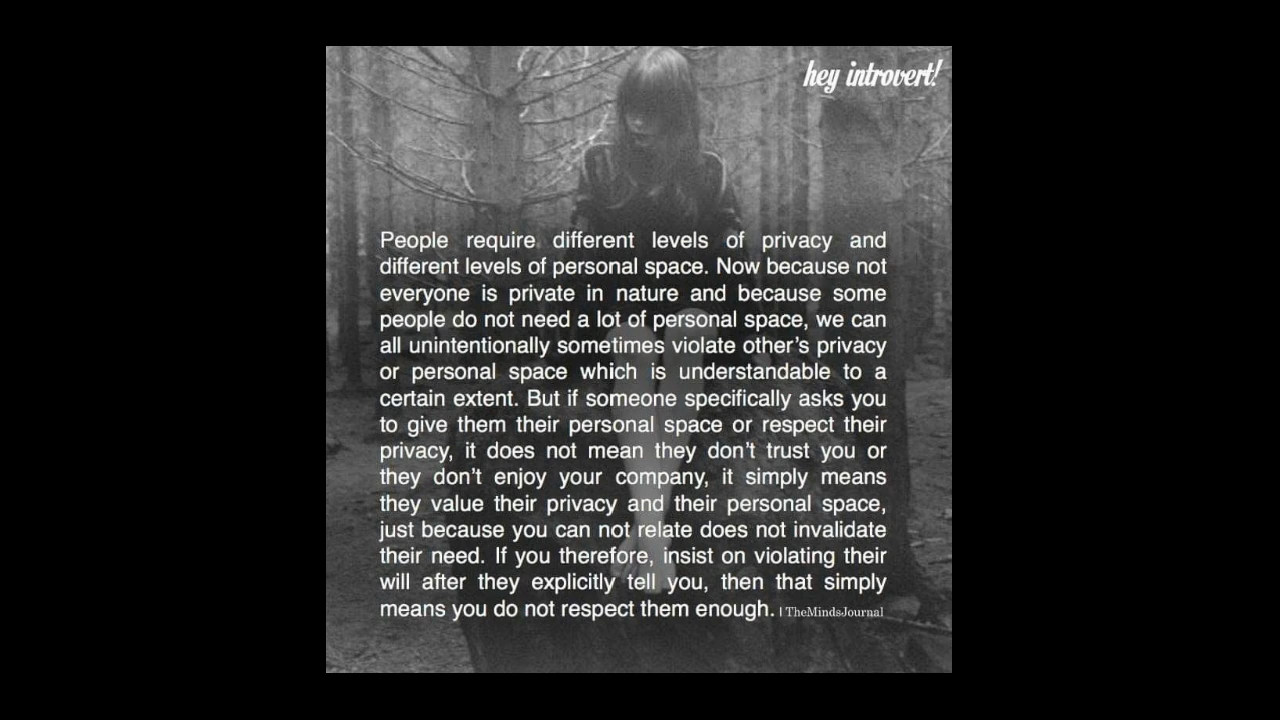 hey introvert!
People require different levels of privacy and
different levels of personal space. Now because not
everyone is private in nature and because some
people do not need a lot of personal space, we can
all unintentionally sometimes violate other's privacy
or personal space which is understandable to a
certain extent. But if someone specifically asks you
to give them their personal space or respect their
privacy, it does not mean they don't trust you or
they don't enjoy your company, it simply means
they value their privacy and their personal space,
just because you can not relate does not invalidate
their need. If you therefore, insist on violating their
will after they explicitly tell you, then that simply
means you do not respect them enough. | TheMindsJournal